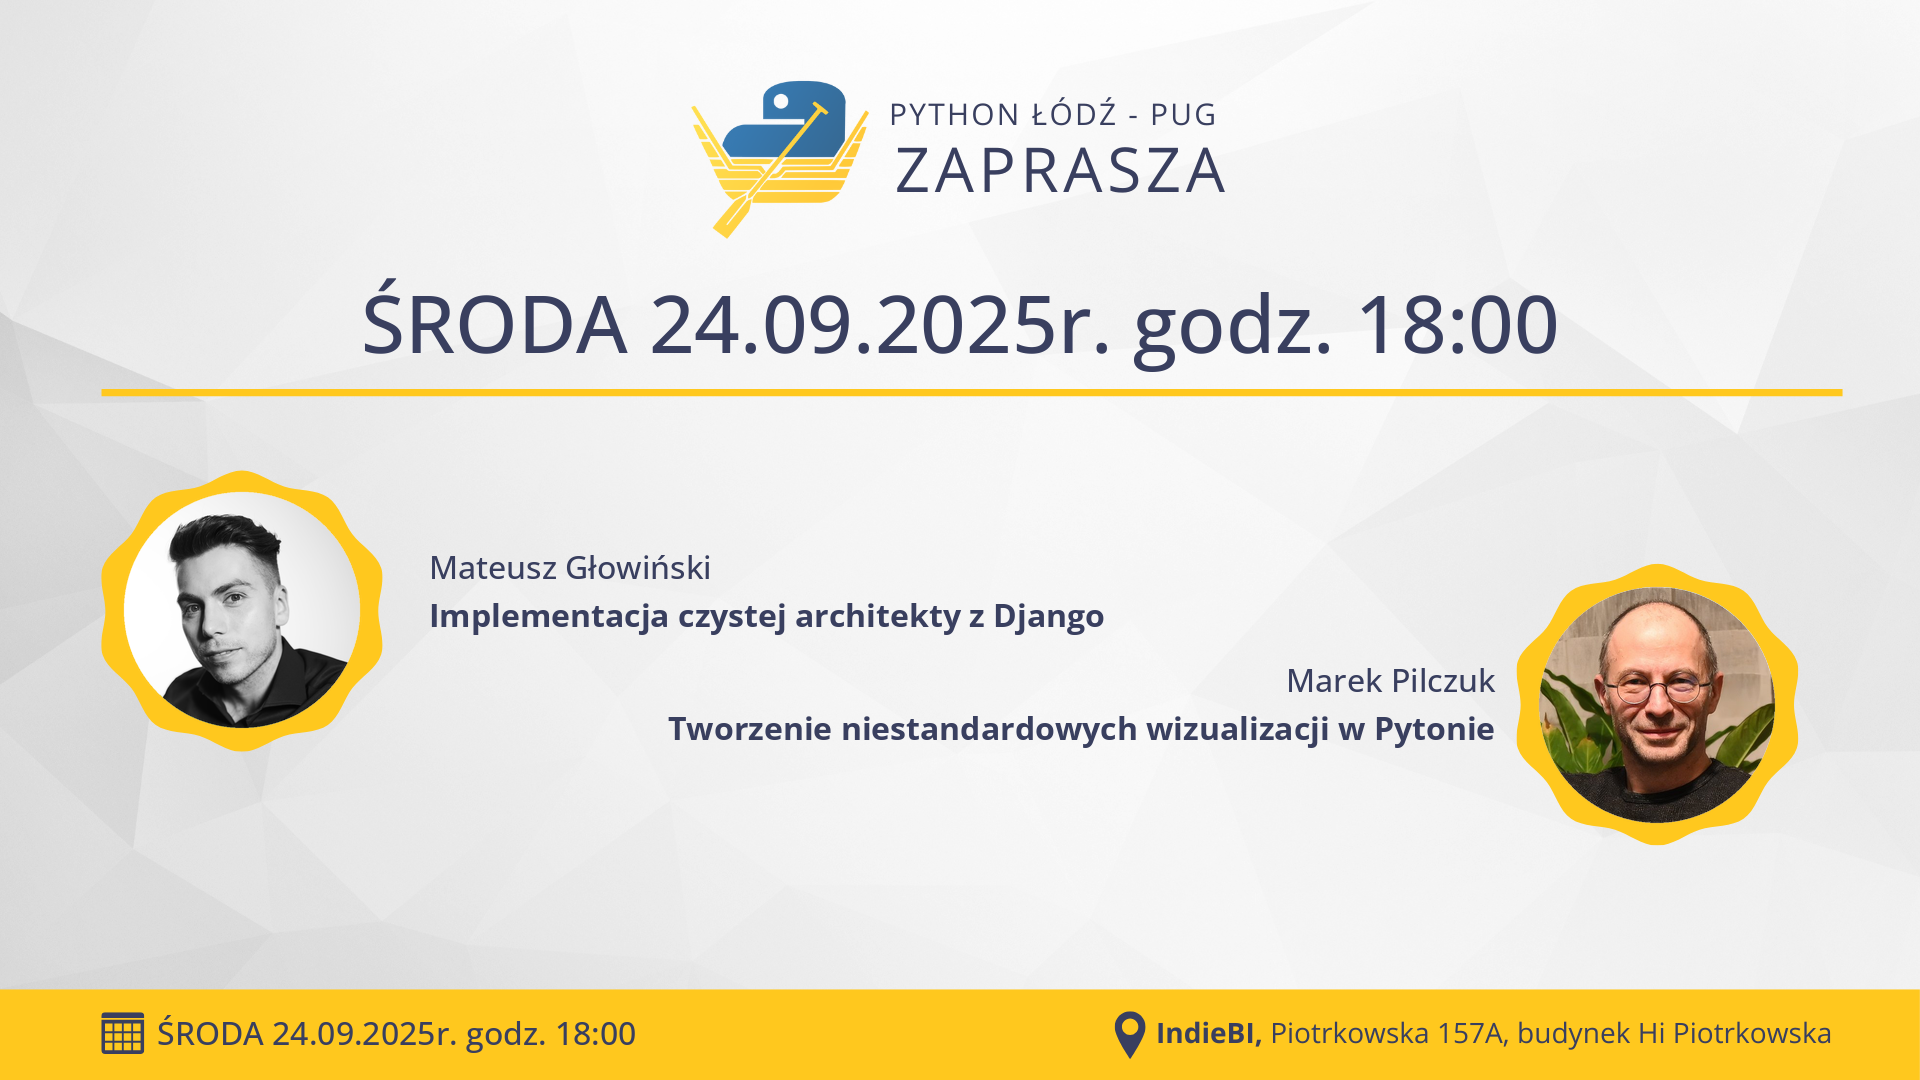 PYTHON ŁÓDŹ - PUG
ZAPRASZA
ŚRODA 24.09.2025r. godz. 18:00
Mateusz Głowiński
Implementacja czystej architekty z Django
Marek Pilczuk
Tworzenie niestandardowych wizualizacji w Pytonie
ŚRODA 24.09.2025r. godz. 18:00
IndieBI, Piotrkowska 157A, budynek Hi Piotrkowska